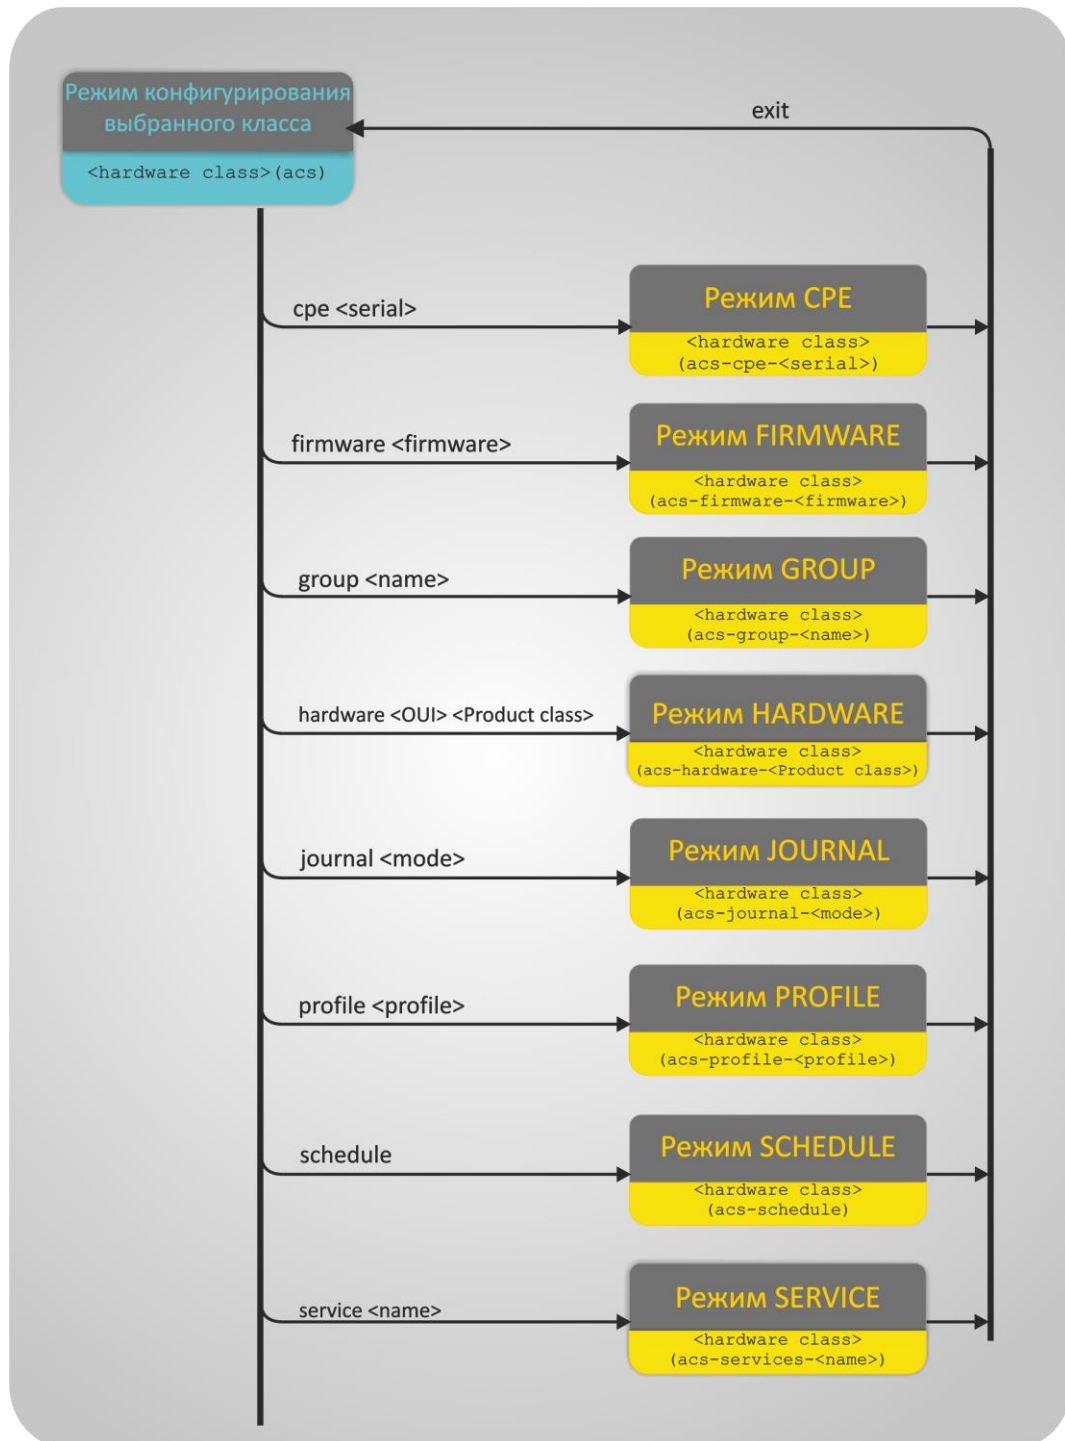 Режим конфигурирования
выбранного класса
<hardware class>(acs)
exit
cpe <serial>
Режим CPE
<hardware class>
(acs-cpe-<serial>)
firmware <firmware>
Режим FIRMWARE
<hardware class>
(acs-firmware-<firmware>)
group <name>
Режим GROUP
<hardware class>
(acs-group-<name>)
hardware <OUI> <Product class>
Режим HARDWARE
<hardware class>
(acs-hardware-<Product class>)
journal <mode>
Режим JOURNAL
<hardware class>
(acs-journal-<mode>)
profile <profile>
Режим PROFILE
<hardware class>
(acs-profile-<profile>)
schedule
Режим SCHEDULE
<hardware class>
(acs-schedule)
service <name>
Режим SERVICE
<hardware class>
(acs-services-<name>)